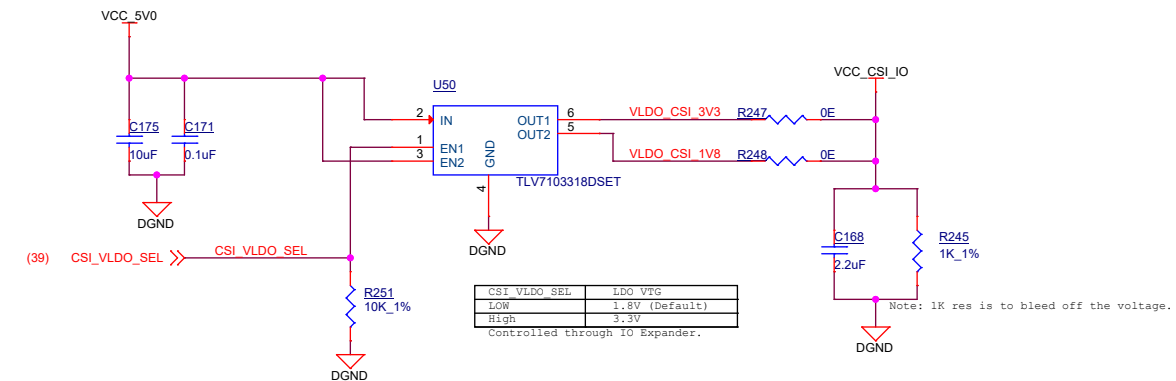 VCC_5V0
VCC_CSI_IO
U50
C175
10uF
C171
0.1uF
2 IN
1 EN1
3 EN2
OUT1 6
OUT2 5
GND
4
TLV7103318DSET
VLDO_CSI_3V3 R247 0E
VLDO_CSI_1V8 R248 0E
DGND
DGND
(39) CSI_VLDO_SEL CSI_VLDO_SEL
R251
10K_1%
DGND
C168
2.2uF
R245
1K_1%
DGND
Note: 1K res is to bleed off the voltage.
CSI_VLDO_SEL LDO VTG
LOW 1.8V (Default)
High 3.3V
Controlled through IO Expander.